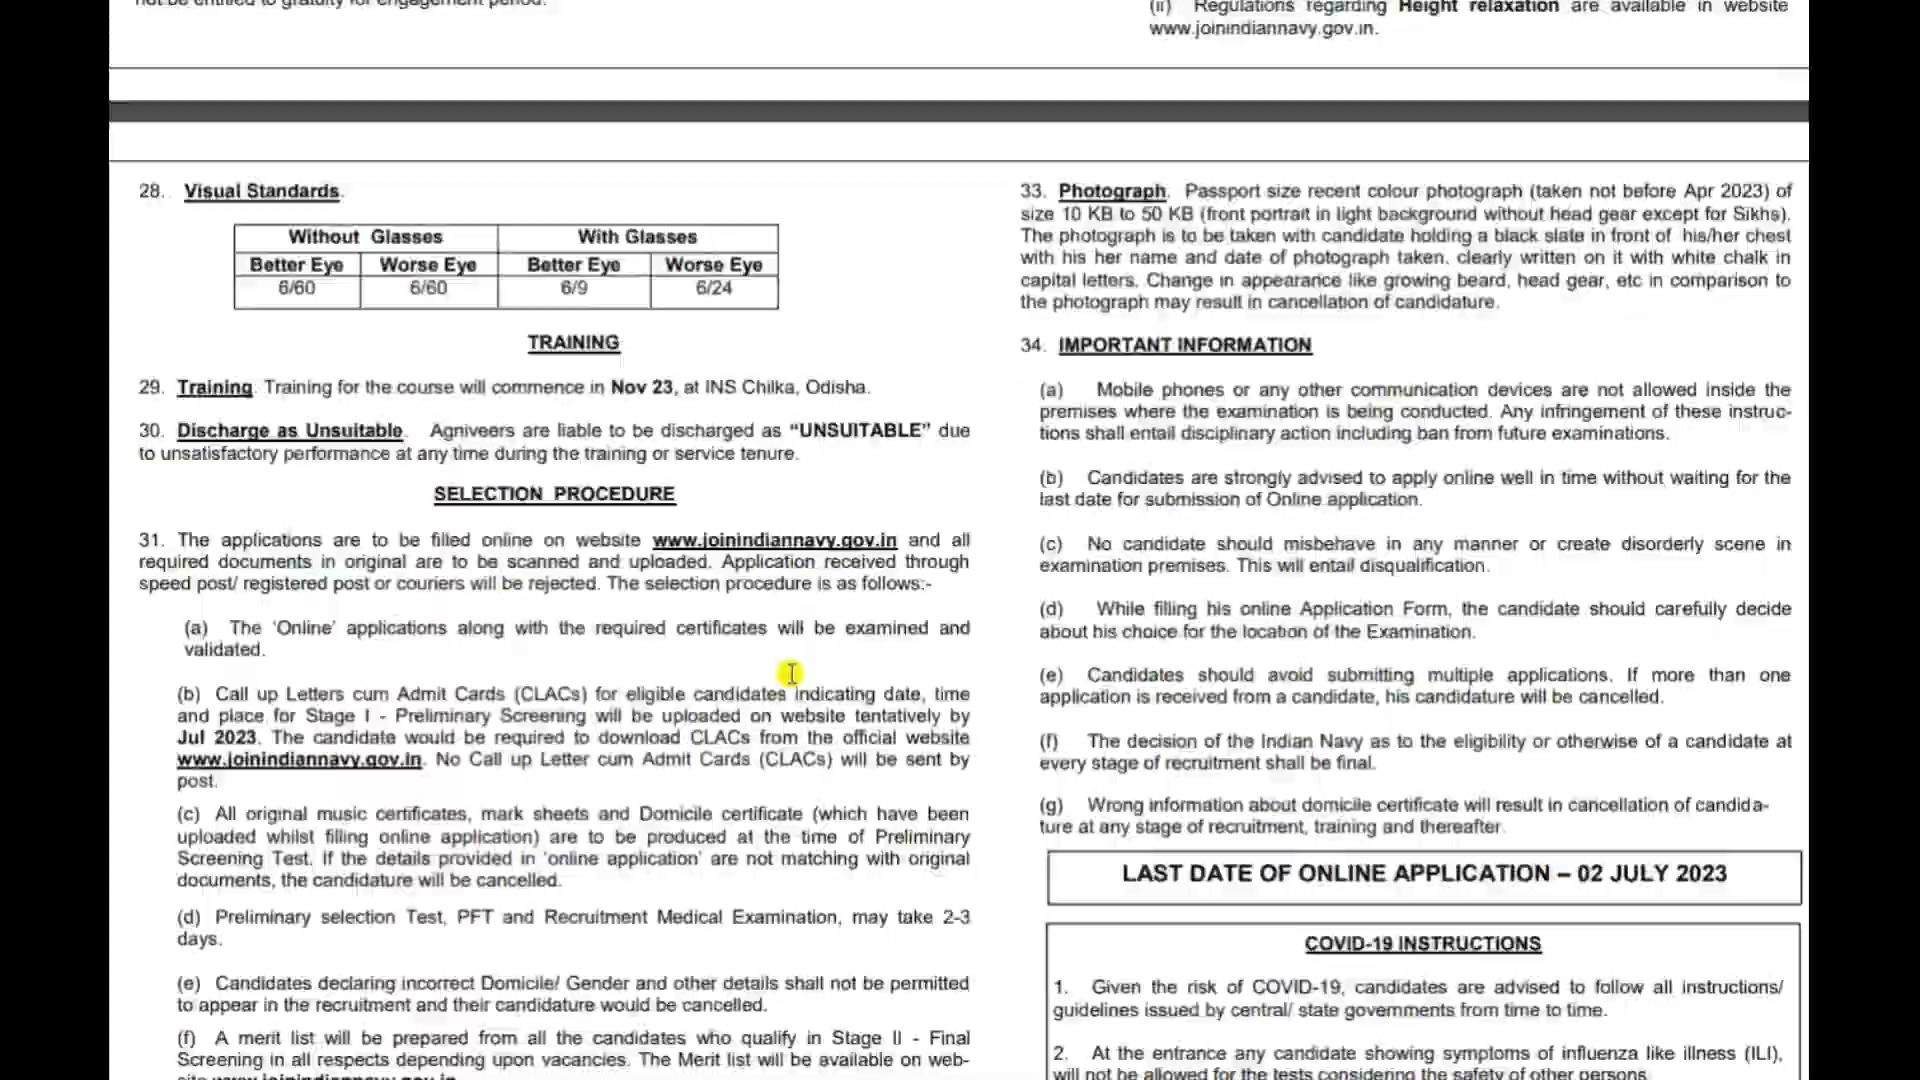 not be entitled to gratuity for engagement period.
(ii) Regulations regarding Height relaxation are available in website
www.joinindiannavy.gov.in.
28. Visual Standards.
Without Glasses With Glasses
Better Eye Worse Eye Better Eye Worse Eye
6/60 6/60 6/9 6/24
TRAINING
29. Training. Training for the course will commence in Nov 23, at INS Chilka, Odisha.
30. Discharge as Unsuitable. Agniveers are liable to be discharged as “UNSUITABLE” due
to unsatisfactory performance at any time during the training or service tenure.
SELECTION PROCEDURE
31. The applications are to be filled online on website www.joinindiannavy.gov.in and all
required documents in original are to be scanned and uploaded. Application received through
speed post/ registered post or couriers will be rejected. The selection procedure is as follows:-
(a) The ‘Online’ applications along with the required certificates will be examined and
validated.
(b) Call up Letters cum Admit Cards (CLACs) for eligible candidates indicating date, time
and place for Stage I - Preliminary Screening will be uploaded on website tentatively by
Jul 2023. The candidate would be required to download CLACs from the official website
www.joinindiannavy.gov.in. No Call up Letter cum Admit Cards (CLACs) will be sent by
post.
(c) All original music certificates, mark sheets and Domicile certificate (which have been
uploaded whilst filling online application) are to be produced at the time of Preliminary
Screening Test. If the details provided in ‘online application’ are not matching with original
documents, the candidature will be cancelled.
(d) Preliminary selection Test, PFT and Recruitment Medical Examination, may take 2-3
days.
(e) Candidates declaring incorrect Domicile/ Gender and other details shall not be permitted
to appear in the recruitment and their candidature would be cancelled.
(f) A merit list will be prepared from all the candidates who qualify in Stage II - Final
Screening in all respects depending upon vacancies. The Merit list will be available on web-
site www.joinindiannavy.gov.in
33. Photograph. Passport size recent colour photograph (taken not before Apr 2023) of
size 10 KB to 50 KB (front portrait in light background without head gear except for Sikhs).
The photograph is to be taken with candidate holding a black slate in front of his/her chest
with his her name and date of photograph taken, clearly written on it with white chalk in
capital letters. Change in appearance like growing beard, head gear, etc in comparison to
the photograph may result in cancellation of candidature.
34. IMPORTANT INFORMATION
(a) Mobile phones or any other communication devices are not allowed inside the
premises where the examination is being conducted. Any infringement of these instruc-
tions shall entail disciplinary action including ban from future examinations.
(b) Candidates are strongly advised to apply online well in time without waiting for the
last date for submission of Online application.
(c) No candidate should misbehave in any manner or create disorderly scene in
examination premises. This will entail disqualification.
(d) While filling his online Application Form, the candidate should carefully decide
about his choice for the location of the Examination.
(e) Candidates should avoid submitting multiple applications. If more than one
application is received from a candidate, his candidature will be cancelled.
(f) The decision of the Indian Navy as to the eligibility or otherwise of a candidate at
every stage of recruitment shall be final.
(g) Wrong information about domicile certificate will result in cancellation of candida-
ture at any stage of recruitment, training and thereafter.
LAST DATE OF ONLINE APPLICATION – 02 JULY 2023
COVID-19 INSTRUCTIONS
1. Given the risk of COVID-19, candidates are advised to follow all instructions/
guidelines issued by central/ state governments from time to time.
2. At the entrance any candidate showing symptoms of influenza like illness (ILI),
will not be allowed for the tests considering the safety of other persons.